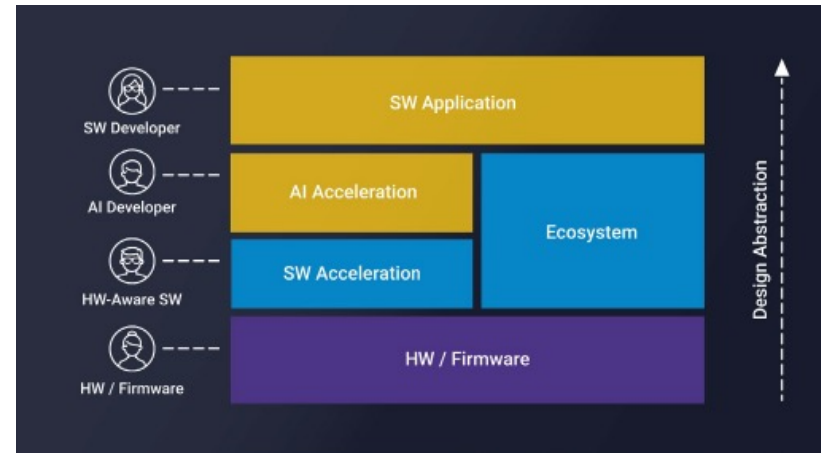 SW Developer
SW Application
AI Developer
AI Acceleration
Ecosystem
HW-Aware SW
SW Acceleration
HW / Firmware
HW / Firmware
Design Abstraction